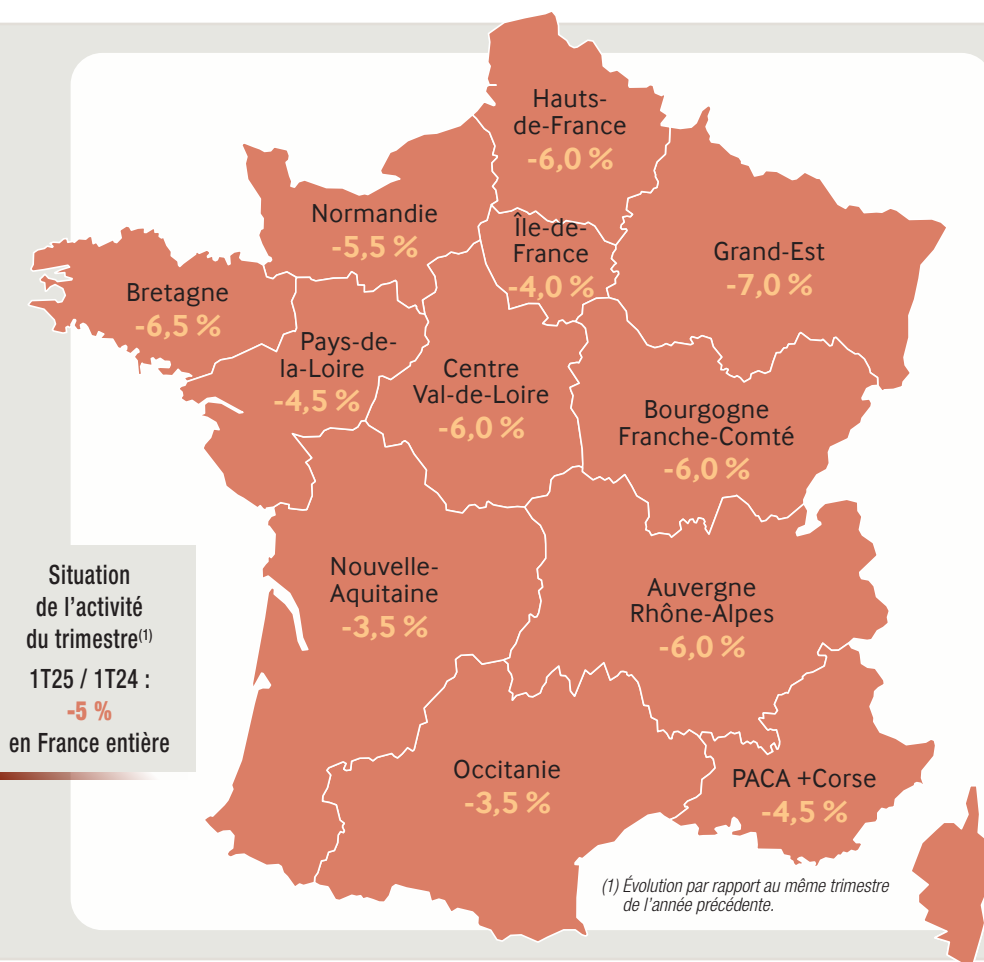 Hauts-
de-France
-6,0 %
Normandie
-5,5 %
Île-de-
France
-4,0 %
Grand-Est
-7,0 %
Bretagne
-6,5 %
Pays-de-
la-Loire
-4,5 %
Centre
Val-de-Loire
-6,0 %
Bourgogne
Franche-Comté
-6,0 %
Nouvelle-
Aquitaine
-3,5 %
Auvergne
Rhône-Alpes
-6,0 %
Occitanie
-3,5 %
PACA +Corse
-4,5 %
Situation
de l’activité
du trimestre(1)
1T25 / 1T24 :
-5 %
en France entière
(1) Évolution par rapport au même trimestre
de l’année précédente.